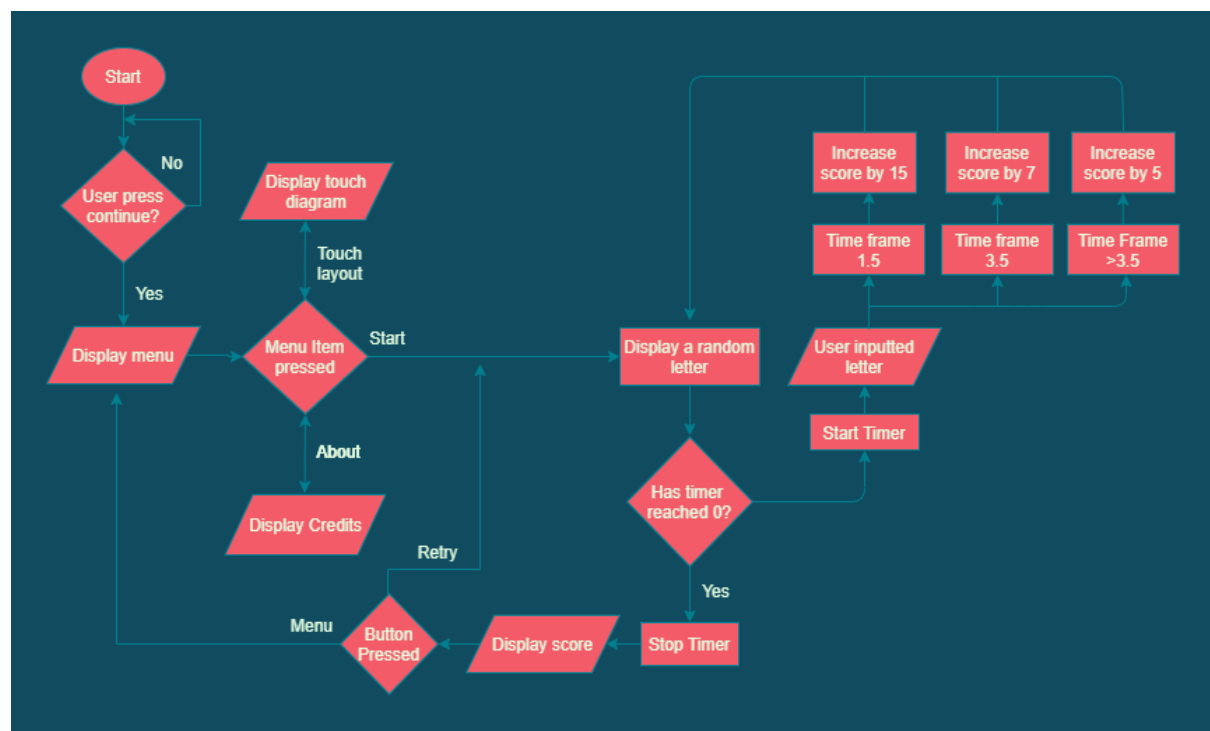 Start
No
User press
continue?
Yes
Display menu
Display touch
diagram
Touch
layout
Menu Item
pressed
Start
About
Display Credits
Retry
Menu
Button
Pressed
Display score
Stop Timer
Yes
Has timer
reached 0?
Display a random
letter
Start Timer
User inputted
letter
Time frame
1.5
Time frame
3.5
Time Frame
>3.5
Increase
score by 15
Increase
score by 7
Increase
score by 5